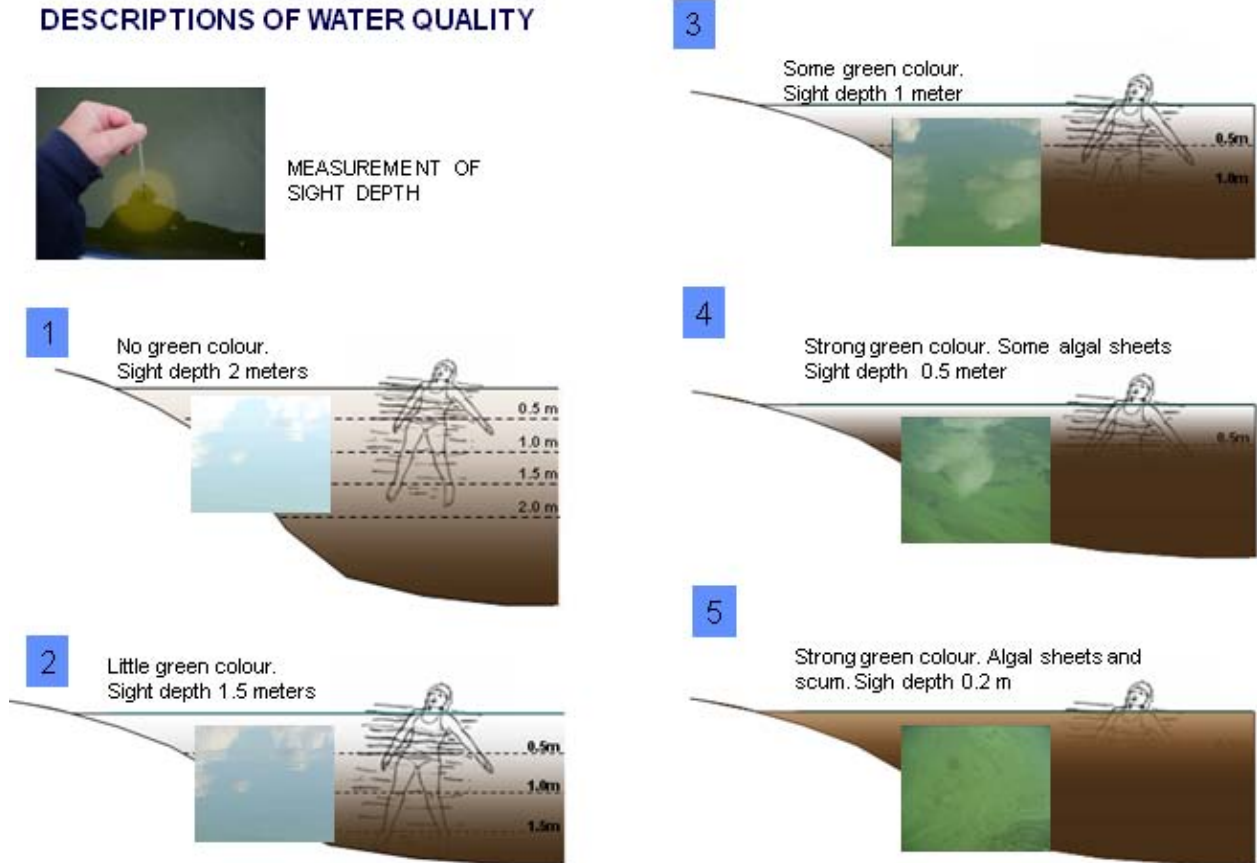 DESCRIPTIONS OF WATER QUALITY
MEASUREMENT OF
SIGHT DEPTH
1
No green colour.
Sight depth 2 meters
0.5 m
1.0 m
1.5 m
2.0 m
2
Little green colour.
Sight depth 1.5 meters
0.5m
1.0m
1.5m
3
Some green colour.
Sight depth 1 meter
0.5m
1.0m
4
Strong green colour. Some algal sheets
Sight depth 0.5 meter
0.5m
5
Strong green colour. Algal sheets and
scum. Sigh depth 0.2 m